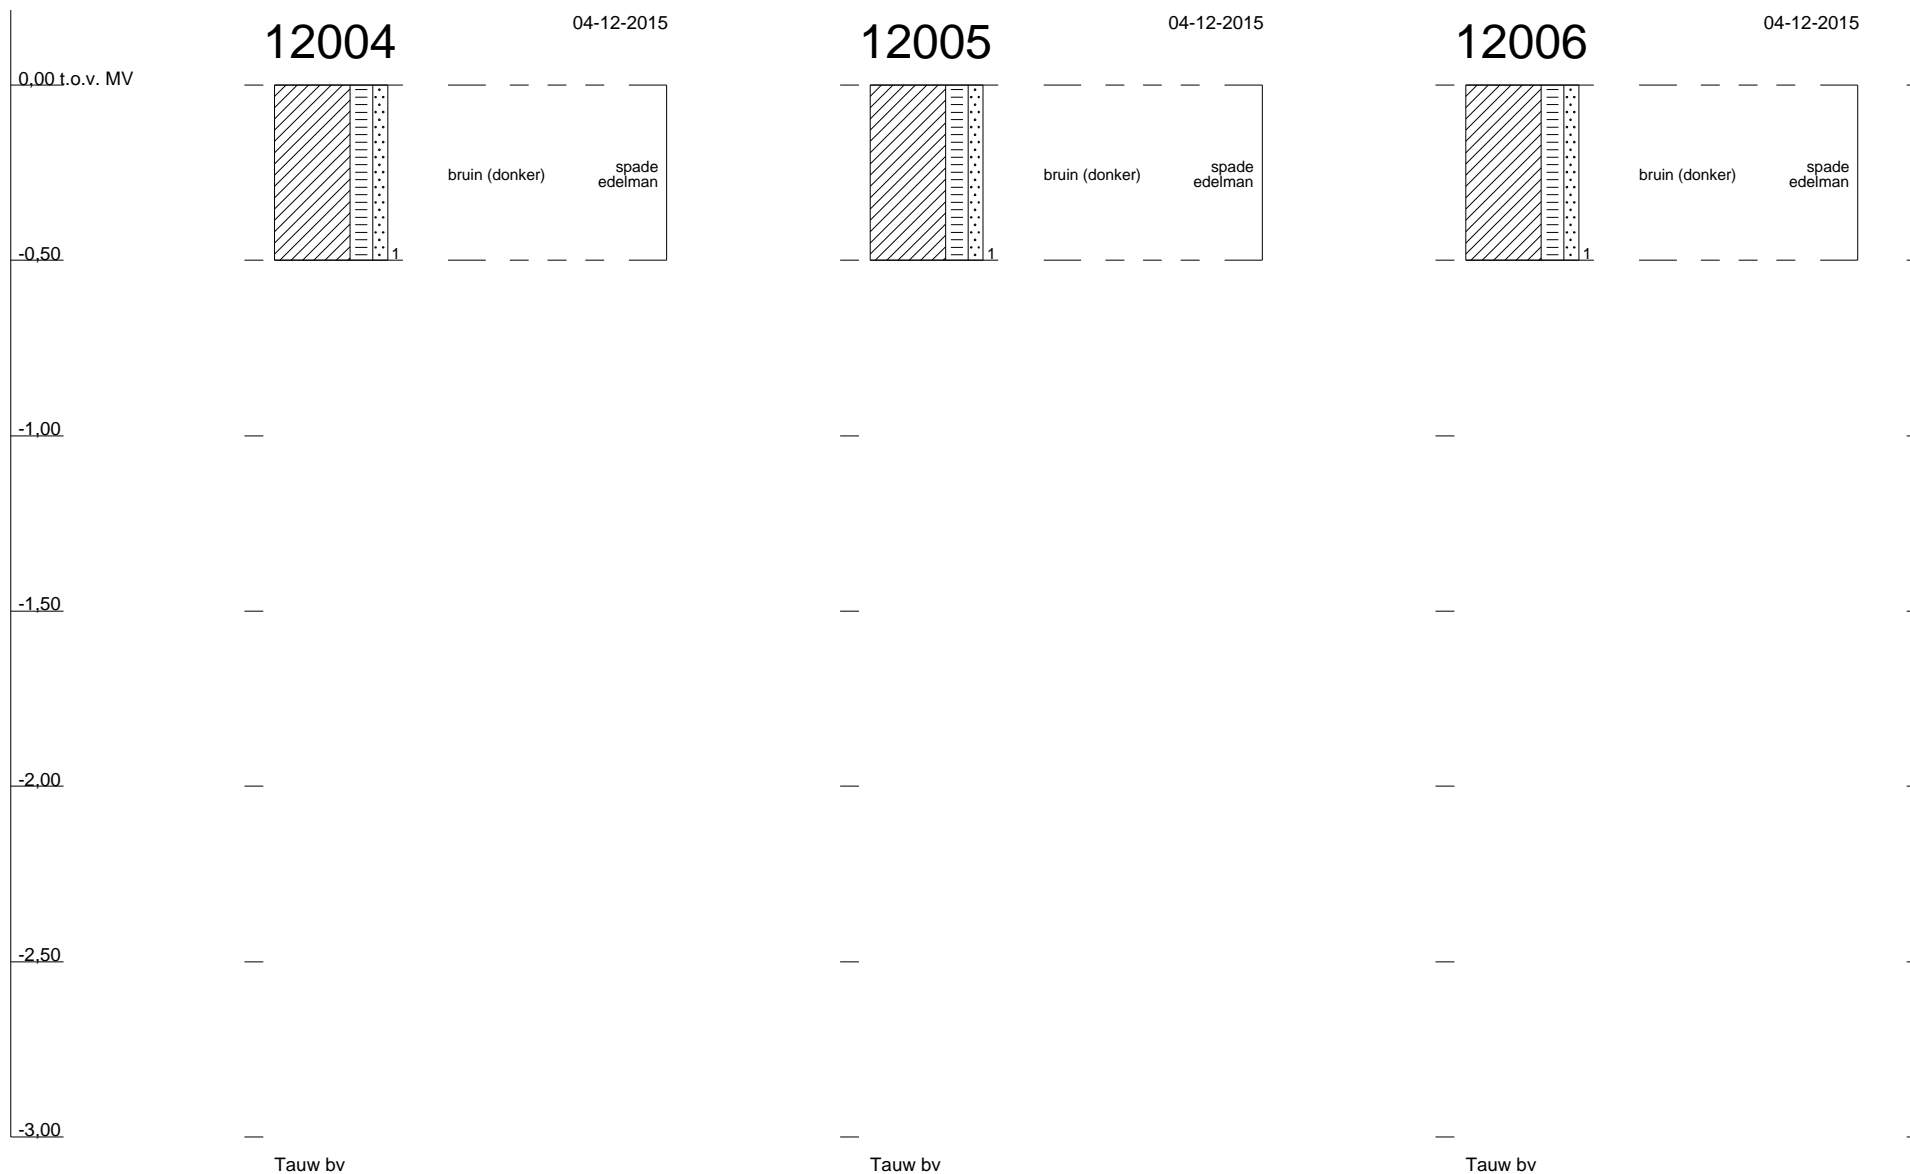 12004
04-12-2015
12005
04-12-2015
12006
04-12-2015
0,00 t.o.v. MV
bruin (donker)
spade
edelman
1
bruin (donker)
spade
edelman
1
bruin (donker)
spade
edelman
1
-0,50
-1,00
-1,50
-2,00
-2,50
-3,00
Tauw bv
Tauw bv
Tauw bv